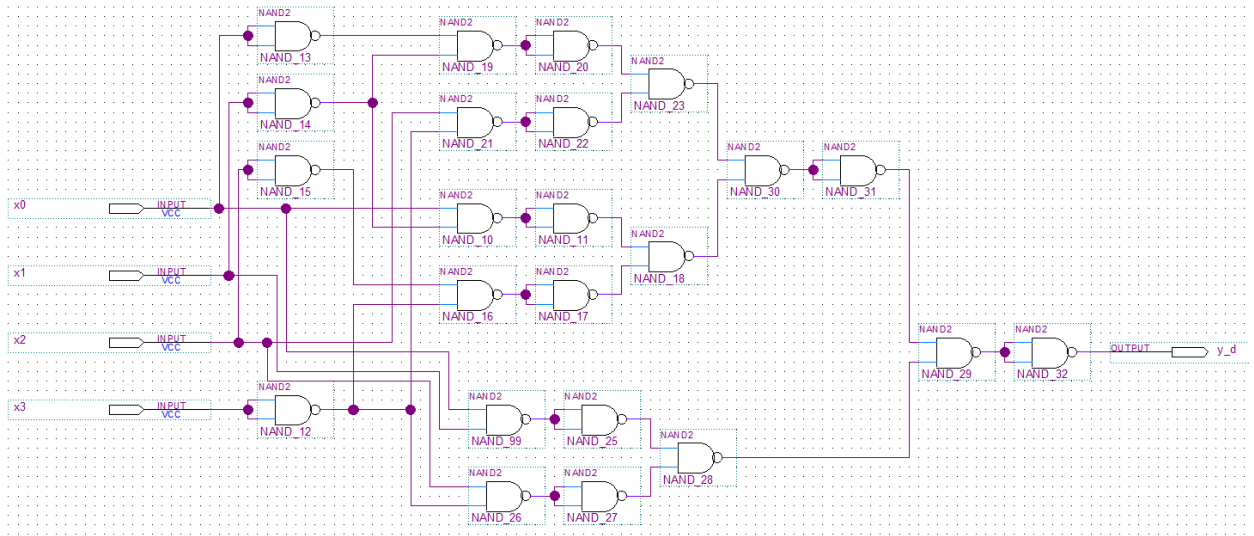 NAND2
NAND_13
NAND2
NAND_19
NAND2
NAND_20
NAND2
NAND_23
NAND2
NAND_14
NAND2
NAND_21
NAND2
NAND_22
NAND2
NAND_15
NAND2
NAND_30
NAND2
NAND_31
x0
INPUT
VCC
NAND2
NAND_10
NAND2
NAND_11
NAND2
NAND_18
x1
INPUT
VCC
NAND2
NAND_16
NAND2
NAND_17
x2
INPUT
VCC
NAND2
NAND_29
NAND2
NAND_32
OUTPUT
y_d
x3
INPUT
VCC
NAND2
NAND_12
NAND2
NAND_99
NAND2
NAND_25
NAND2
NAND_28
NAND2
NAND_26
NAND2
NAND_27